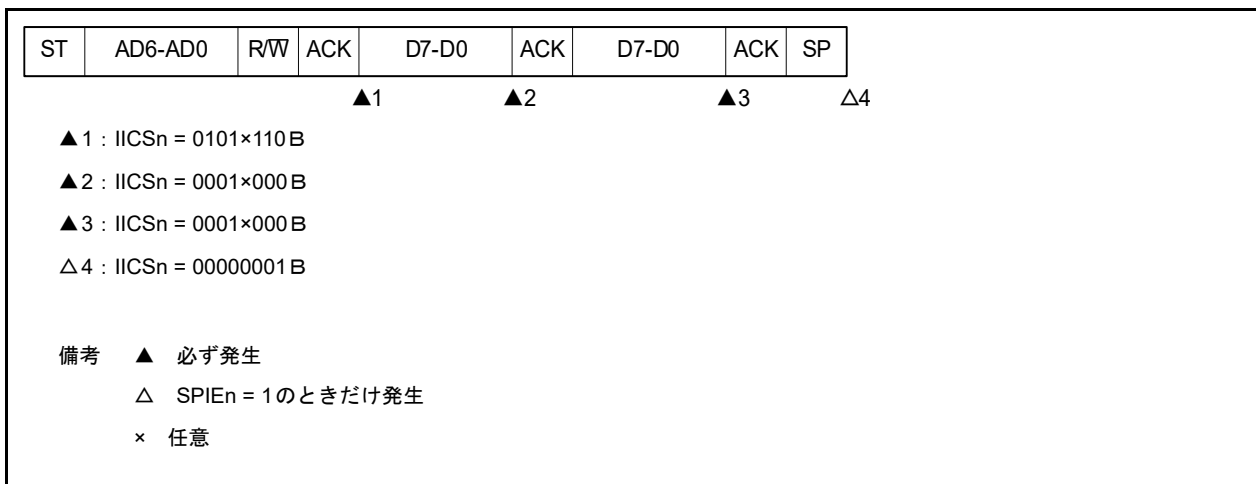 ST AD6-AD0 R/W̅ ACK D7-D0 ACK D7-D0 ACK SP
▲1 ▲2 ▲3 △4
▲1：IICSn = 0101×110B
▲2：IICSn = 0001×000B
▲3：IICSn = 0001×000B
△4：IICSn = 00000001B
備考 ▲ 必ず発生
△ SPIEn = 1のときだけ発生
× 任意